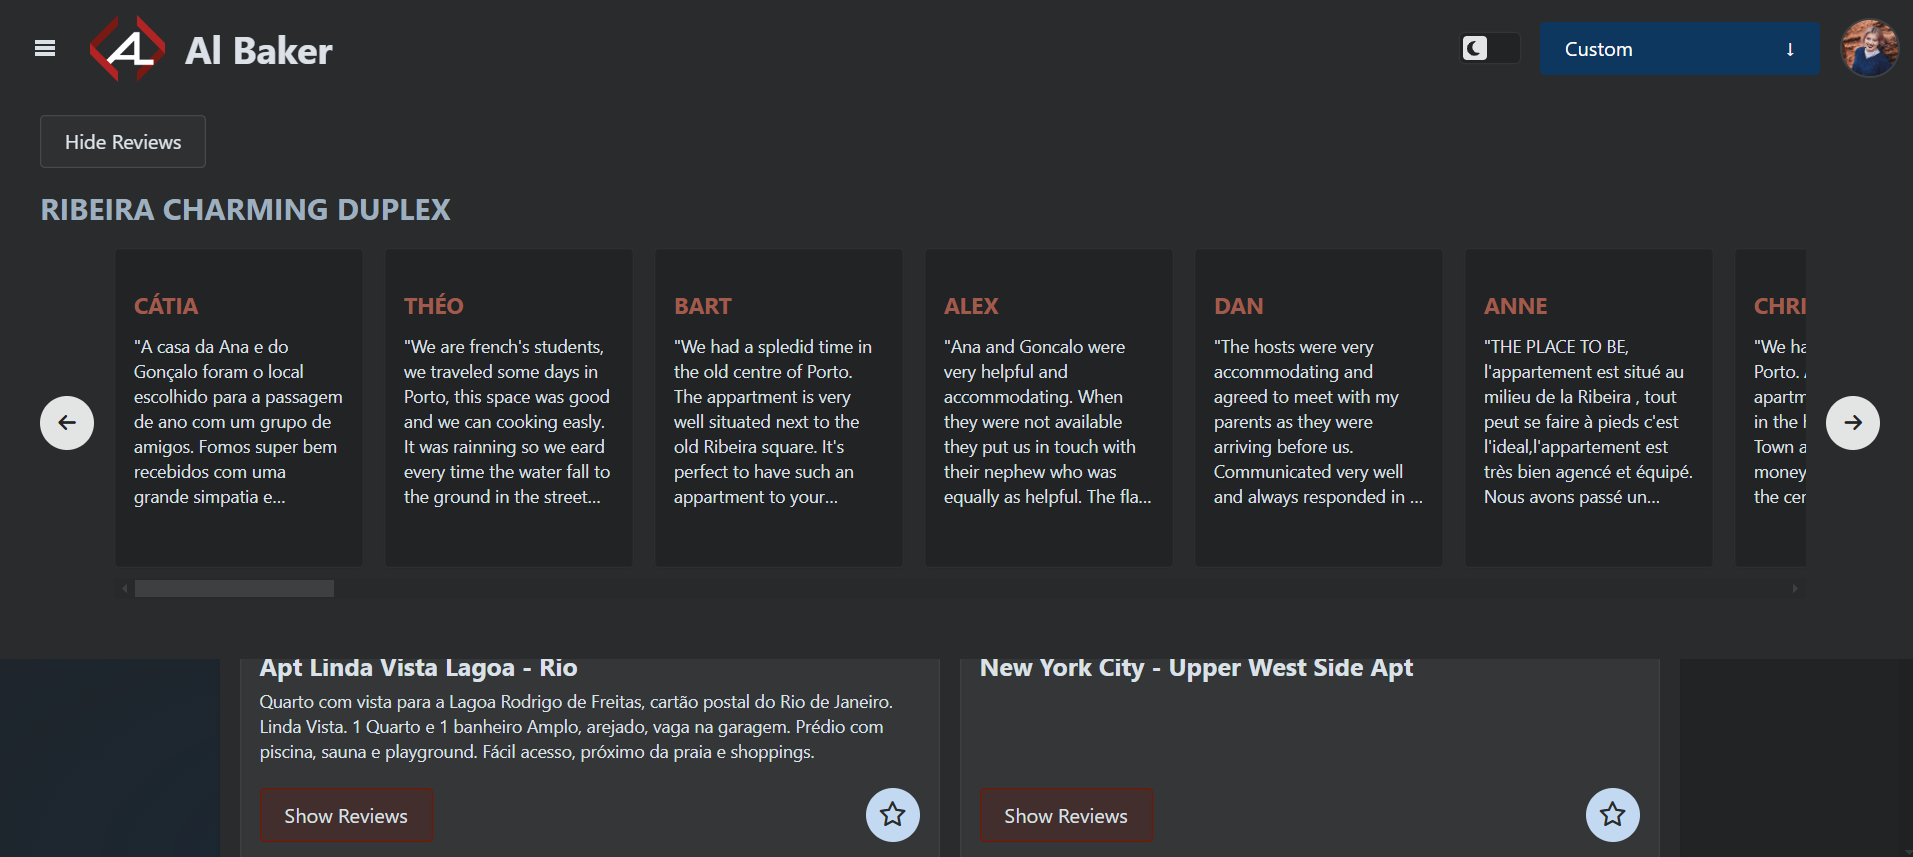 Al Baker
Custom ↓
Hide Reviews
RIBEIRA CHARMING DUPLEX
CÁTIA
"A casa da Ana e do
Gonçalo foram o local
escolhido para a passagem
de ano com um grupo de
amigos. Fomos super bem
recebidos com uma
grande simpatia e...
THÉO
"We are french's students,
we traveled some days in
Porto, this space was good
and we can cooking easly.
It was rainning so we eard
every time the water fall to
the ground in the street...
BART
"We had a spledid time in
the old centre of Porto.
The appartment is very
well situated next to the
old Ribeira square. It's
perfect to have such an
appartment to your...
ALEX
"Ana and Goncalo were
very helpful and
accommodating. When
they were not available
they put us in touch with
their nephew who was
equally as helpful. The fla...
DAN
"The hosts were very
accommodating and
agreed to meet with my
parents as they were
arriving before us.
Communicated very well
and always responded in ...
ANNE
"THE PLACE TO BE,
l'appartement est situé au
milieu de la Ribeira , tout
peut se faire à pieds c'est
l'ideal,l'appartement est
très bien agencé et équipé.
Nous avons passé un...
CHRI
"We ha
Porto.
apartm
in the
Town a
money
the cer
Apt Linda Vista Lagoa - Rio
Quarto com vista para a Lagoa Rodrigo de Freitas, cartão postal do Rio de Janeiro.
Linda Vista. 1 Quarto e 1 banheiro Amplo, arejado, vaga na garagem. Prédio com
piscina, sauna e playground. Fácil acesso, próximo da praia e shoppings.
Show Reviews
New York City - Upper West Side Apt
Show Reviews